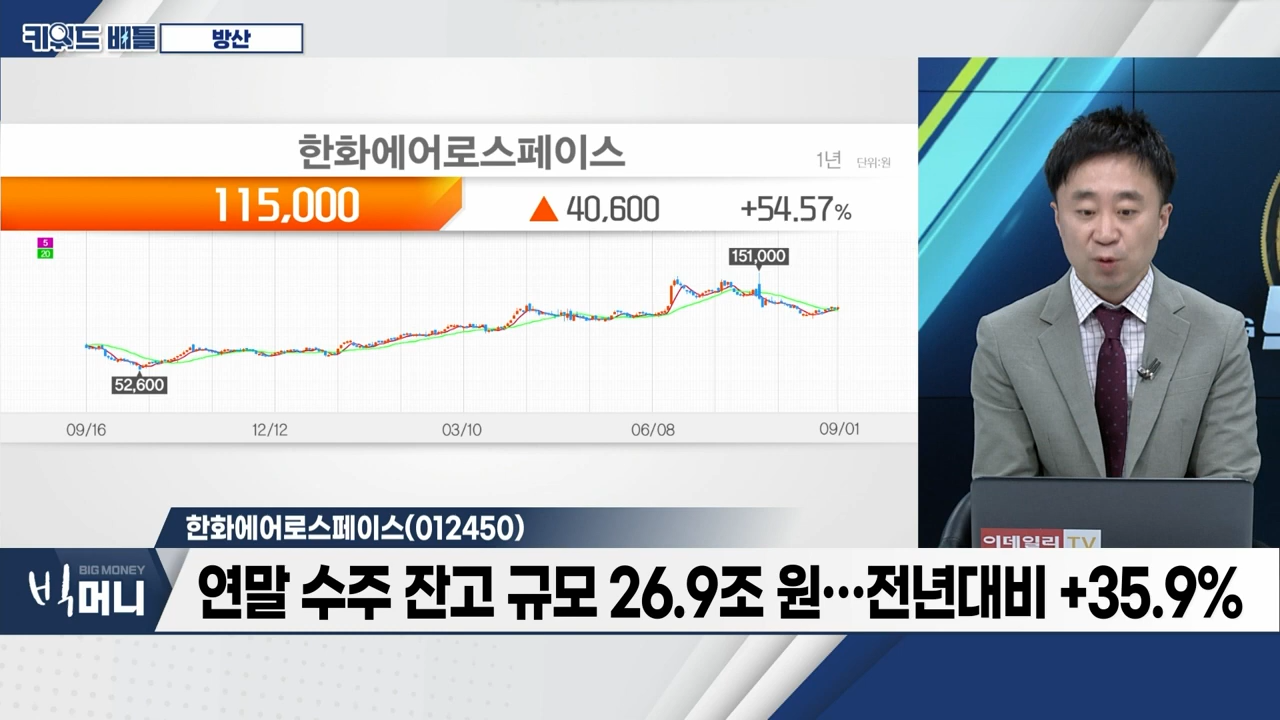 키워드 배틀
방산
한화에어로스페이스
1년 단위:원
115,000 ▲ 40,600 +54.57%
5
20
151,000
52,600
09/16 12/12 03/10 06/08 09/01
G
이데일리TV
한화에어로스페이스(012450)
BIG MONEY
빅머니
연말 수주 잔고 규모 26.9조 원…전년대비 +35.9%